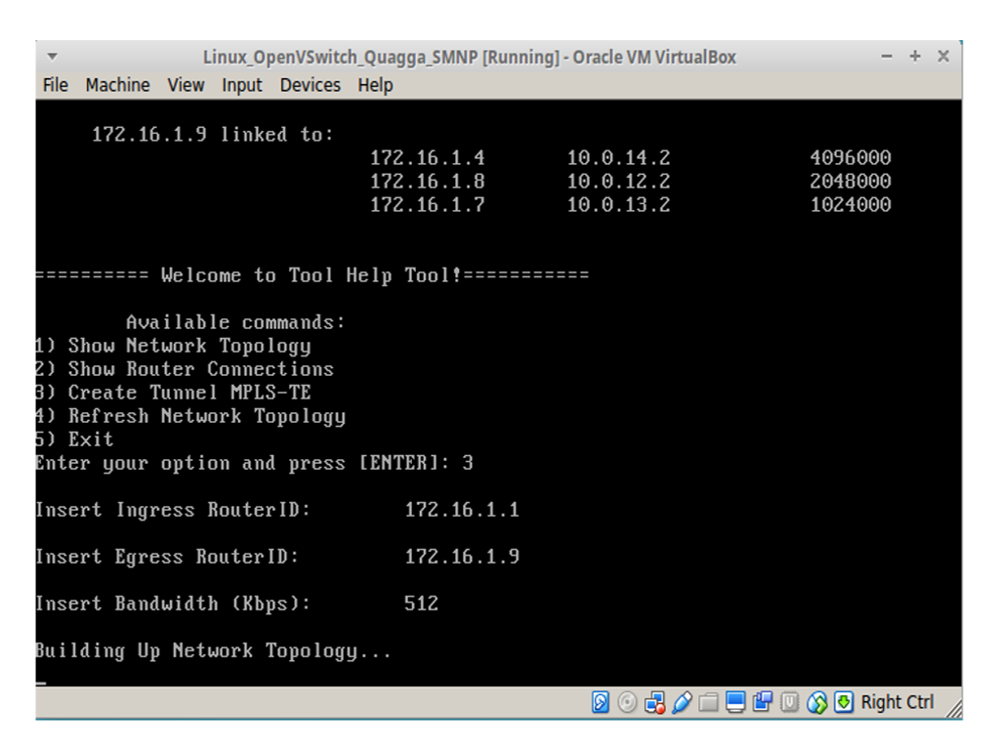 Linux_OpenVSwitch_Quagga_SMNP [Running] - Oracle VM VirtualBox
File Machine View Input Devices Help
172.16.1.9 linked to:
172.16.1.4 10.0.14.2 4096000
172.16.1.8 10.0.12.2 2048000
172.16.1.7 10.0.13.2 1024000
========== Welcome to Tool Help Tool!===========
Available commands:
1) Show Network Topology
2) Show Router Connections
3) Create Tunnel MPLS-TE
4) Refresh Network Topology
5) Exit
Enter your option and press [ENTER]: 3
Insert Ingress RouterID: 172.16.1.1
Insert Egress RouterID: 172.16.1.9
Insert Bandwidth (Kbps): 512
Building Up Network Topology...
Right Ctrl